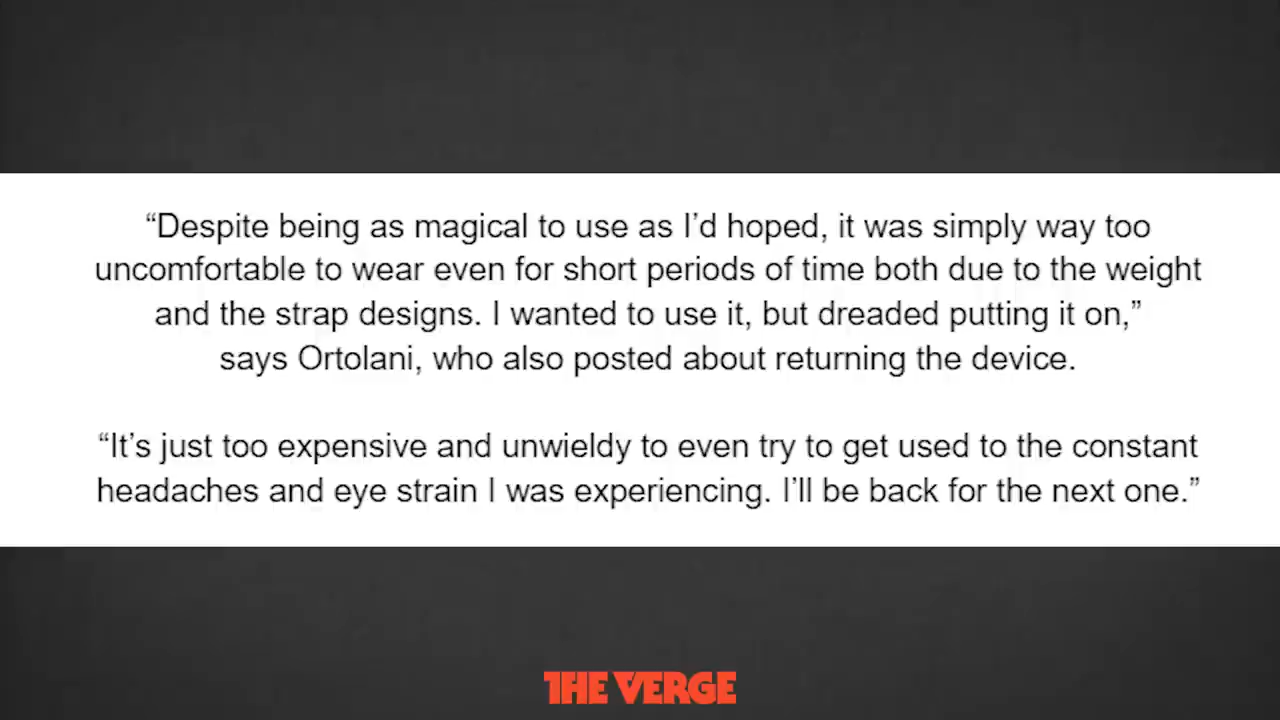 “Despite being as magical to use as I’d hoped, it was simply way too
uncomfortable to wear even for short periods of time both due to the weight
and the strap designs. I wanted to use it, but dreaded putting it on,”
says Ortolani, who also posted about returning the device.
“It’s just too expensive and unwieldy to even try to get used to the constant
headaches and eye strain I was experiencing. I’ll be back for the next one.”
THE VERGE